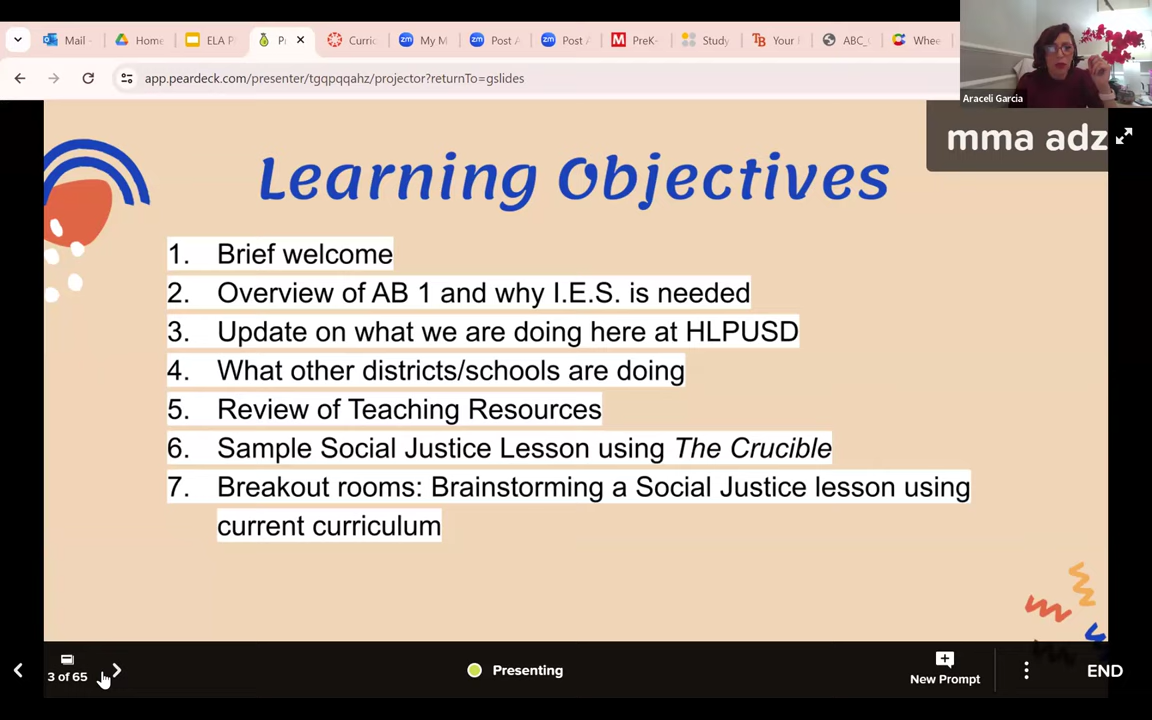 Mail
Home
ELA P
P
Curric
My M
Post A
Post A
PreK-
Study
Your
ABC_
Whee
app.peardeck.com/presenter/tgqpqqahz/projector?returnTo=gslides
Araceli Garcia
mma adz
Learning Objectives
1. Brief welcome
2. Overview of AB 1 and why I.E.S. is needed
3. Update on what we are doing here at HLPUSD
4. What other districts/schools are doing
5. Review of Teaching Resources
6. Sample Social Justice Lesson using The Crucible
7. Breakout rooms: Brainstorming a Social Justice lesson using
current curriculum
3 of 65
Presenting
New Prompt
END